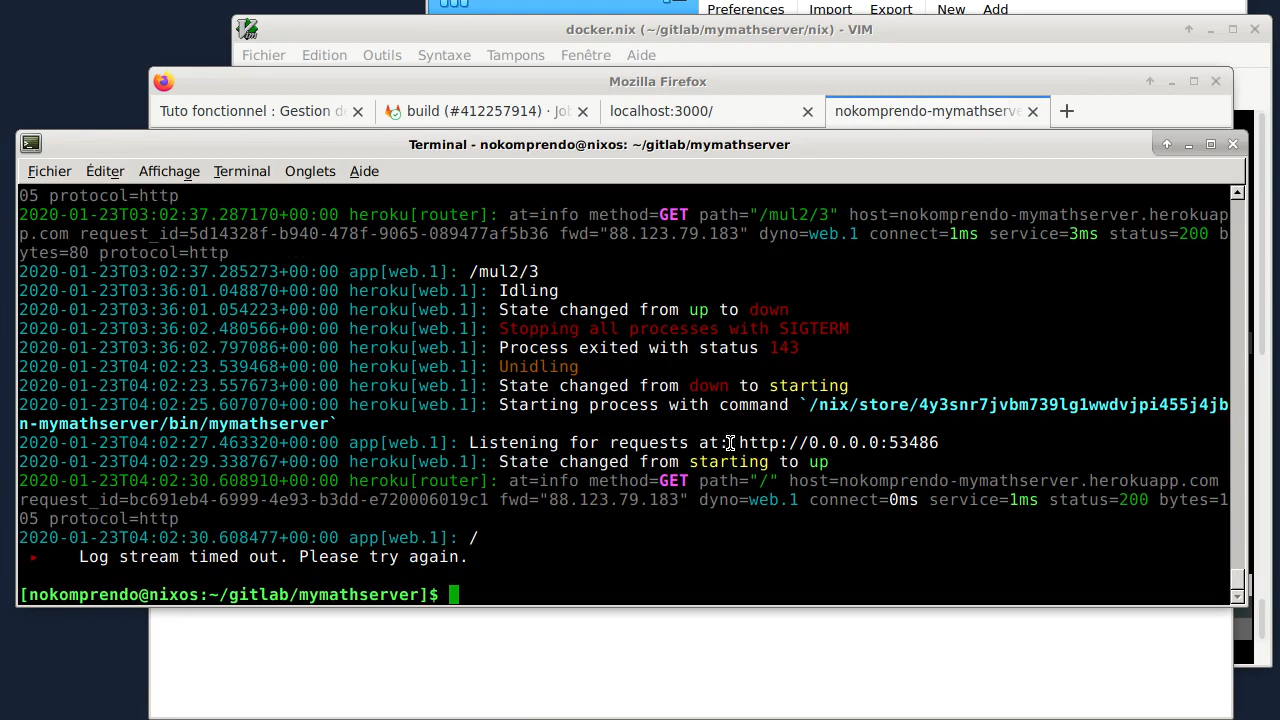 Preferences Import Export New Add
docker.nix (~/gitlab/mymathserver/nix) - VIM
Fichier Edition Outils Syntaxe Tampons Fenêtre Aide
Mozilla Firefox
Tuto fonctionnel : Gestion de build (#412257914) · Jo localhost:3000/ nokomprendo-mymathserve
Terminal - nokomprendo@nixos: ~/gitlab/mymathserver
Fichier Éditer Affichage Terminal Onglets Aide
05 protocol=http
2020-01-23T03:02:37.287170+00:00 heroku[router]: at=info method=GET path="/mul2/3" host=nokomprendo-mymathserver.herokuap
p.com request_id=5d14328f-b940-478f-9065-089477af5b36 fwd="88.123.79.183" dyno=web.1 connect=1ms service=3ms status=200 b
ytes=80 protocol=http
2020-01-23T03:02:37.285273+00:00 app[web.1]: /mul2/3
2020-01-23T03:36:01.048870+00:00 heroku[web.1]: Idling
2020-01-23T03:36:01.054223+00:00 heroku[web.1]: State changed from up to down
2020-01-23T03:36:02.480566+00:00 heroku[web.1]: Stopping all processes with SIGTERM
2020-01-23T03:36:02.797086+00:00 heroku[web.1]: Process exited with status 143
2020-01-23T04:02:23.539468+00:00 heroku[web.1]: Unidling
2020-01-23T04:02:23.557673+00:00 heroku[web.1]: State changed from down to starting
2020-01-23T04:02:25.607070+00:00 heroku[web.1]: Starting process with command `/nix/store/4y3snr7jvbm739lg1wwdvjpi455j4jb
n-mymathserver/bin/mymathserver`
2020-01-23T04:02:27.463320+00:00 app[web.1]: Listening for requests at: http://0.0.0.0:53486
2020-01-23T04:02:29.338767+00:00 heroku[web.1]: State changed from starting to up
2020-01-23T04:02:30.608910+00:00 heroku[router]: at=info method=GET path="/" host=nokomprendo-mymathserver.herokuapp.com
request_id=bc691eb4-6999-4e93-b3dd-e720006019c1 fwd="88.123.79.183" dyno=web.1 connect=0ms service=1ms status=200 bytes=1
05 protocol=http
2020-01-23T04:02:30.608477+00:00 app[web.1]: /
▸ Log stream timed out. Please try again.
[nokomprendo@nixos:~/gitlab/mymathserver]$